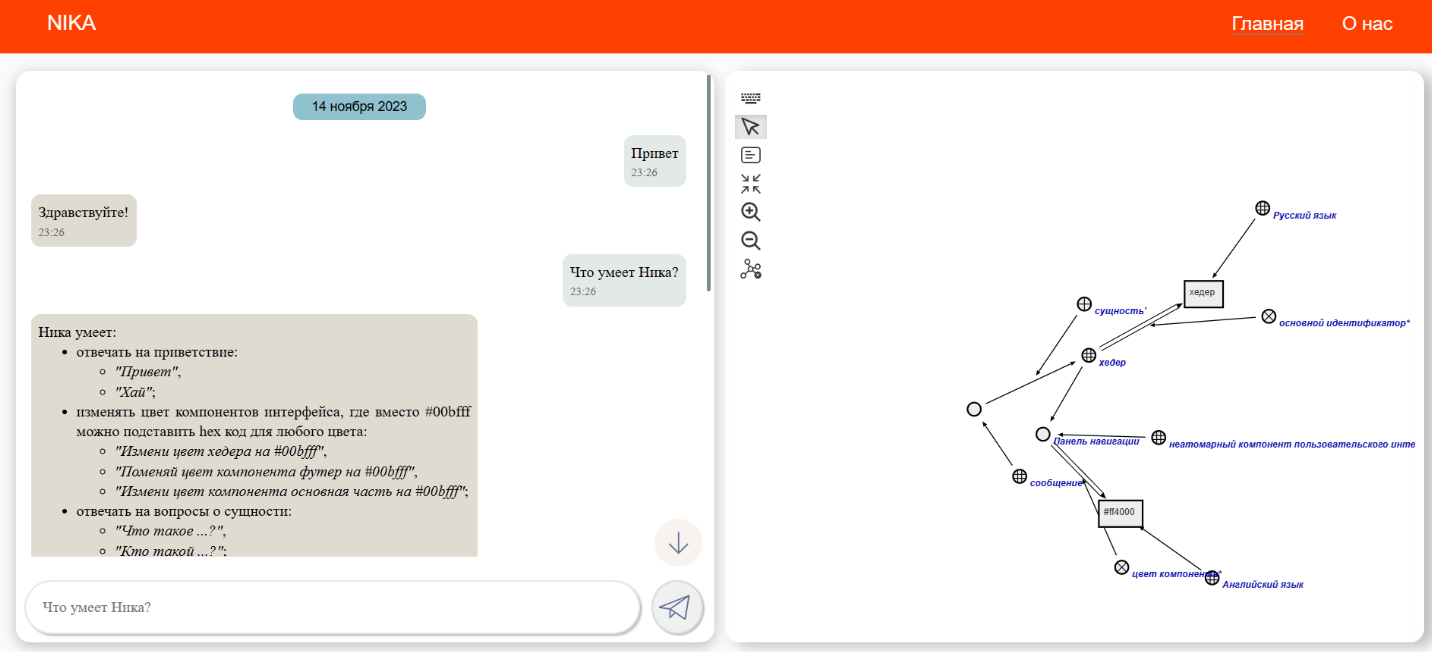 NIKA
Главная
О нас
14 ноября 2023
Привет
23:26
Здравствуйте!
23:26
Что умеет Ника?
23:26
Ника умеет:
отвечать на приветствие:
"Привет",
"Хай";
изменять цвет компонентов интерфейса, где вместо #00bfff
можно подставить hex код для любого цвета:
"Измени цвет хедера на #00bfff",
"Поменяй цвет компонента футер на #00bfff",
"Измени цвет компонента основная часть на #00bfff";
отвечать на вопросы о сущности:
"Что такое ...?",
"Кто такой ...?";
Что умеет Ника?
Русский язык
хедер
сущность'
основной идентификатор*
хедер
Панель навигации
неатомарный компонент пользовательского инте
сообщение
#ff4000
цвет компонента*
Английский язык